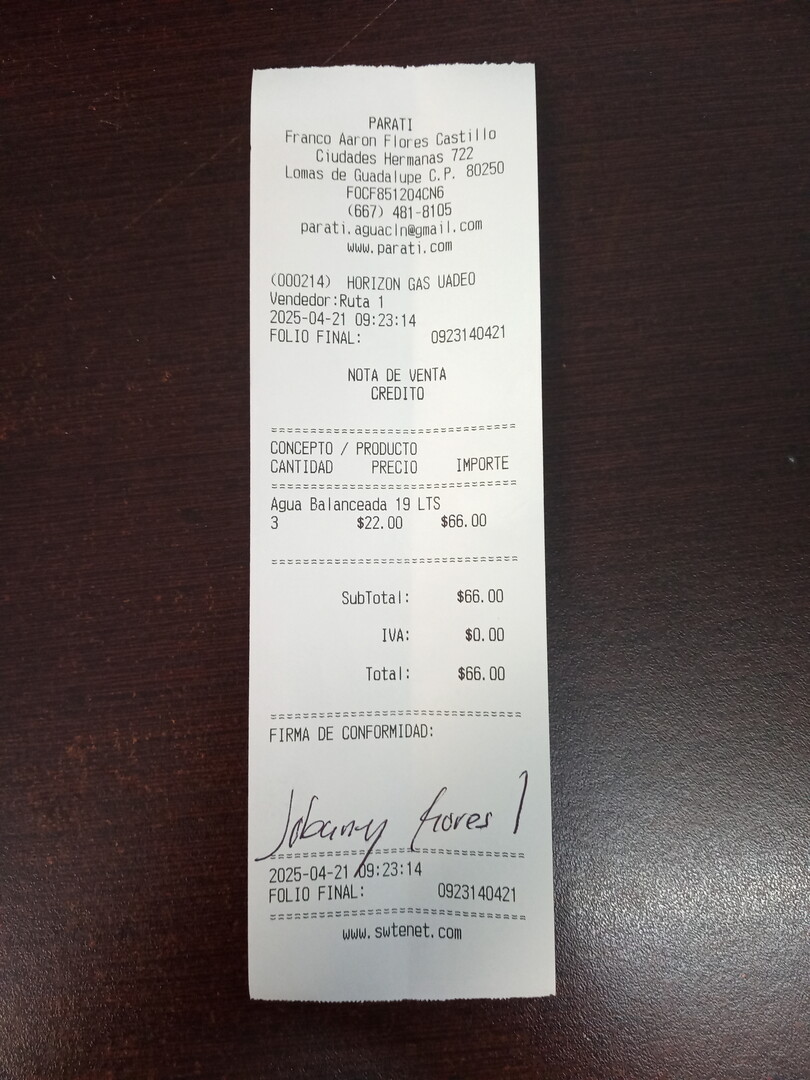 PARATI
Franco Aaron Flores Castillo
Ciudades Hermanas 722
Lomas de Guadalupe C.P. 80250
FOCF851204CN6
(667) 481-8105
parati.aguacln@gmail.com
www.parati.com
(000214) HORIZON GAS UADEO
Vendedor:Ruta 1
2025-04-21 09:23:14
FOLIO FINAL: 0923140421
NOTA DE VENTA
CREDITO
==========================
CONCEPTO / PRODUCTO
CANTIDAD PRECIO IMPORTE
==========================
Agua Balanceada 19 LTS
3 $22.00 $66.00
==========================
SubTotal: $66.00
IVA: $0.00
Total: $66.00
==========================
FIRMA DE CONFORMIDAD:
Jobany flores
==========================
2025-04-21 09:23:14
FOLIO FINAL: 0923140421
==========================
www.swtenet.com